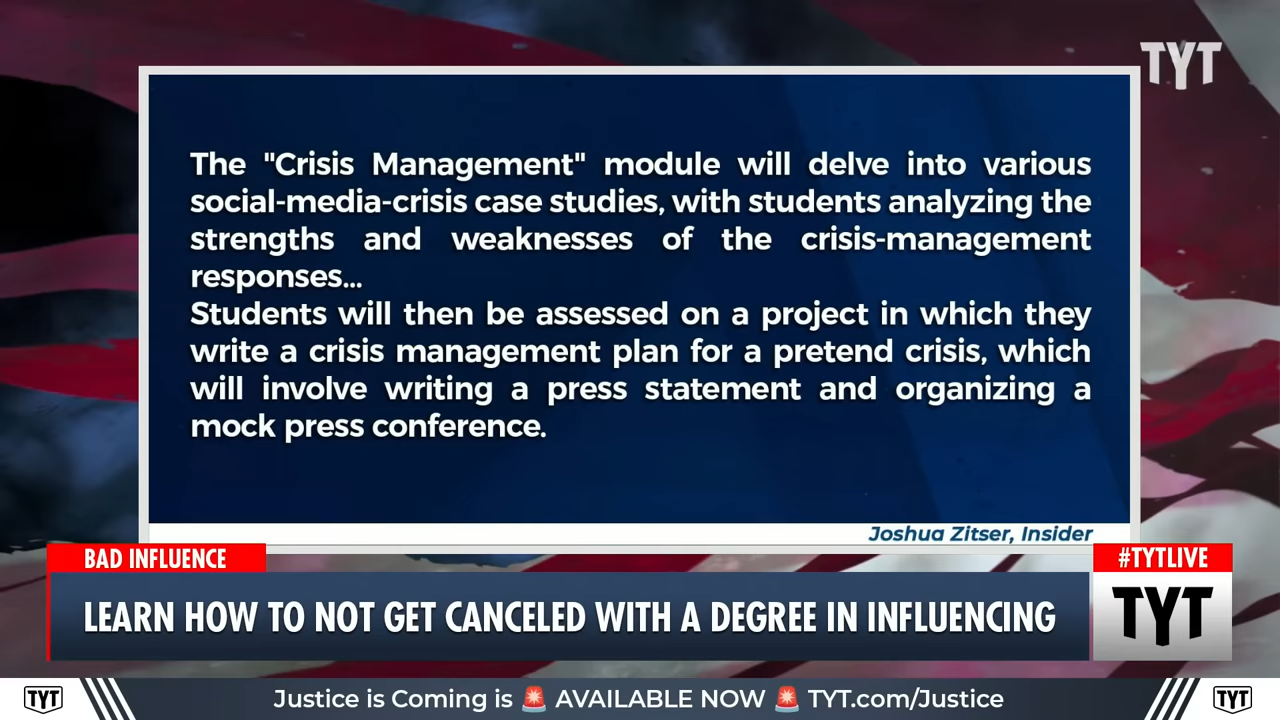 TYT
The "Crisis Management" module will delve into various
social-media-crisis case studies, with students analyzing the
strengths and weaknesses of the crisis-management
responses...
Students will then be assessed on a project in which they
write a crisis management plan for a pretend crisis, which
will involve writing a press statement and organizing a
mock press conference.
Joshua Zitser, Insider
BAD INFLUENCE
#TYTLIVE
LEARN HOW TO NOT GET CANCELED WITH A DEGREE IN INFLUENCING
TYT
TYT
Justice is Coming is 🚨 AVAILABLE NOW 🚨 TYT.com/Justice
TYT